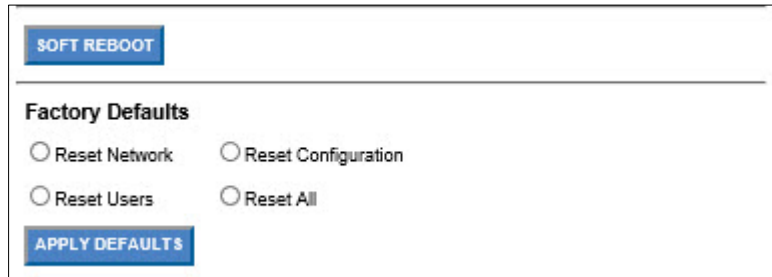 SOFT REBOOT
Factory Defaults
Reset Network Reset Configuration
Reset Users Reset All
APPLY DEFAULTS